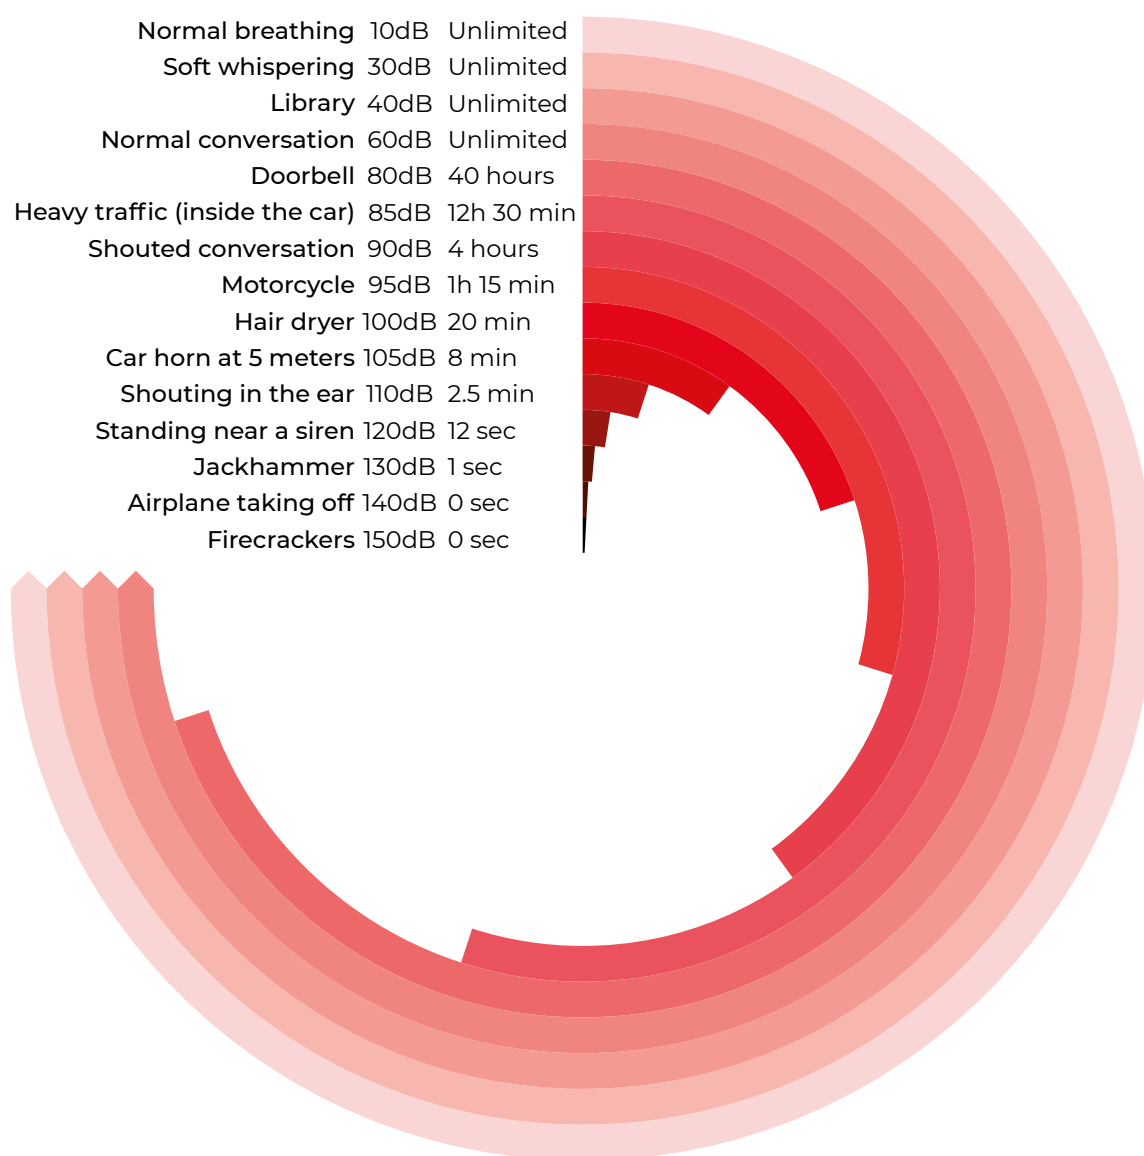 Normal breathing 10dB Unlimited
Soft whispering 30dB Unlimited
Library 40dB Unlimited
Normal conversation 60dB Unlimited
Doorbell 80dB 40 hours
Heavy traffic (inside the car) 85dB 12h 30 min
Shouted conversation 90dB 4 hours
Motorcycle 95dB 1h 15 min
Hair dryer 100dB 20 min
Car horn at 5 meters 105dB 8 min
Shouting in the ear 110dB 2.5 min
Standing near a siren 120dB 12 sec
Jackhammer 130dB 1 sec
Airplane taking off 140dB 0 sec
Firecrackers 150dB 0 sec